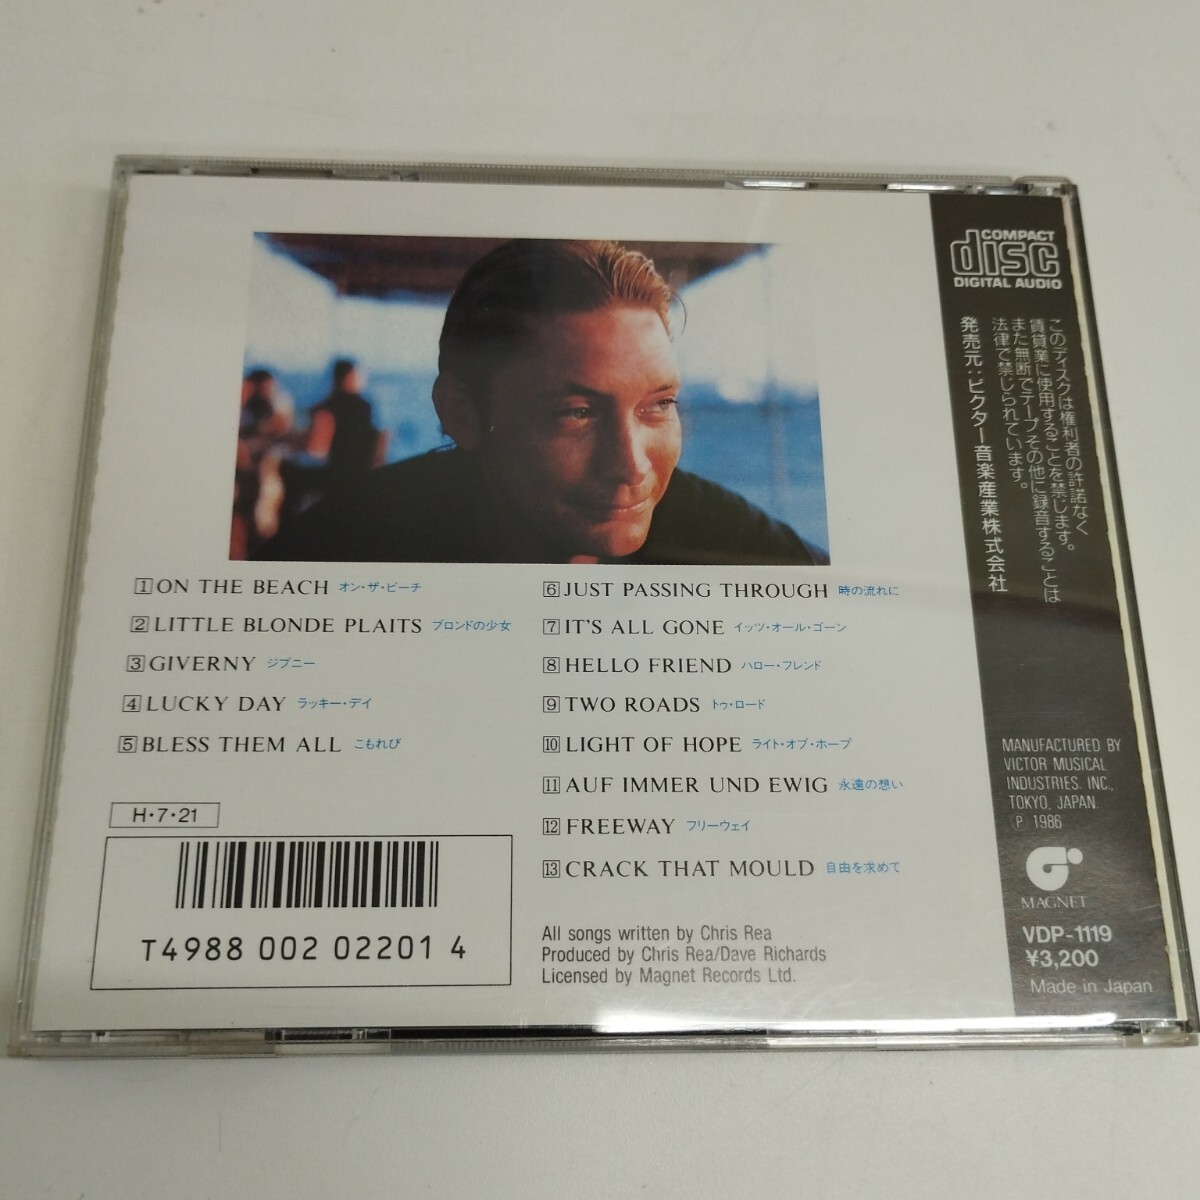 1 ON THE BEACH オン・ザ・ビーチ
2 LITTLE BLONDE PLAITS ブロンドの少女
3 GIVERNY ジブニー
4 LUCKY DAY ラッキー・デイ
5 BLESS THEM ALL こもれび
6 JUST PASSING THROUGH 時の流れに
7 IT'S ALL GONE イッツ・オール・ゴーン
8 HELLO FRIEND ハロー・フレンド
9 TWO ROADS トゥ・ロード
10 LIGHT OF HOPE ライト・オブ・ホープ
11 AUF IMMER UND EWIG 永遠の想い
12 FREEWAY フリーウェイ
13 CRACK THAT MOULD 自由を求めて
H・7・21
T4988 002 02201 4
All songs written by Chris Rea
Produced by Chris Rea/Dave Richards
Licensed by Magnet Records Ltd.
COMPACT
disc
DIGITAL AUDIO
このディスクは権利者の許諾なく
賃貸業に使用することを禁じます。
また無断でテープその他に録音することは
法律で禁じられています。
発売元：ビクター音楽産業株式会社
MANUFACTURED BY
VICTOR MUSICAL
INDUSTRIES. INC.,
TOKYO, JAPAN.
Ⓟ 1986
MAGNET
VDP-1119
¥3,200
Made in Japan